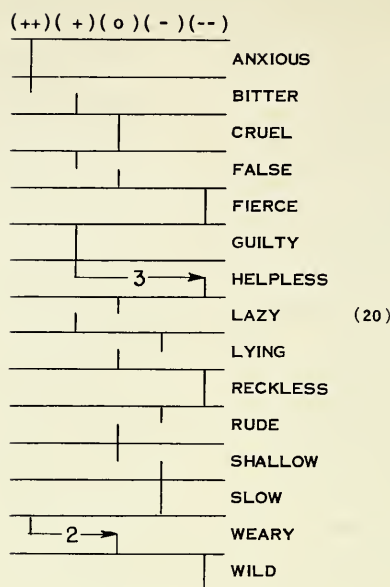 (++)(+)(o)(-)(--)
ANXIOUS
BITTER
CRUEL
FALSE
FIERCE
GUILTY
3 HELPLESS
LAZY (20)
LYING
RECKLESS
RUDE
SHALLOW
SLOW
2 WEARY
WILD